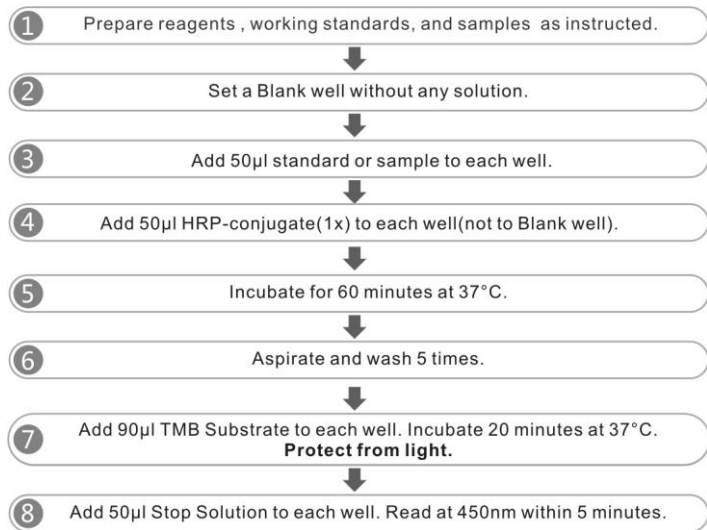 1 Prepare reagents , working standards, and samples as instructed.
2 Set a Blank well without any solution.
3 Add 50µl standard or sample to each well.
4 Add 50µl HRP-conjugate(1x) to each well(not to Blank well).
5 Incubate for 60 minutes at 37°C.
6 Aspirate and wash 5 times.
7 Add 90µl TMB Substrate to each well. Incubate 20 minutes at 37°C.
Protect from light.
8 Add 50µl Stop Solution to each well. Read at 450nm within 5 minutes.